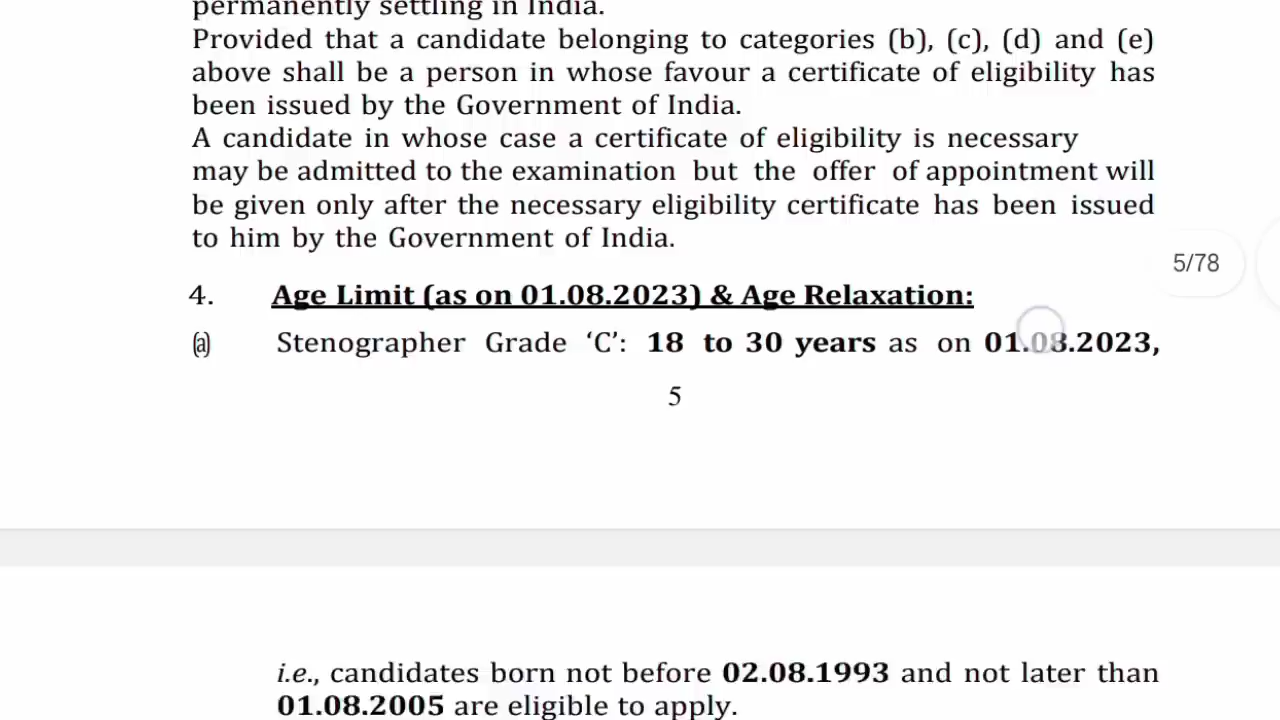 permanently settling in India.
Provided that a candidate belonging to categories (b), (c), (d) and (e)
above shall be a person in whose favour a certificate of eligibility has
been issued by the Government of India.
A candidate in whose case a certificate of eligibility is necessary
may be admitted to the examination but the offer of appointment will
be given only after the necessary eligibility certificate has been issued
to him by the Government of India.
5/78
4. Age Limit (as on 01.08.2023) & Age Relaxation:
(a) Stenographer Grade ‘C’: 18 to 30 years as on 01.08.2023,
5
i.e., candidates born not before 02.08.1993 and not later than
01.08.2005 are eligible to apply.